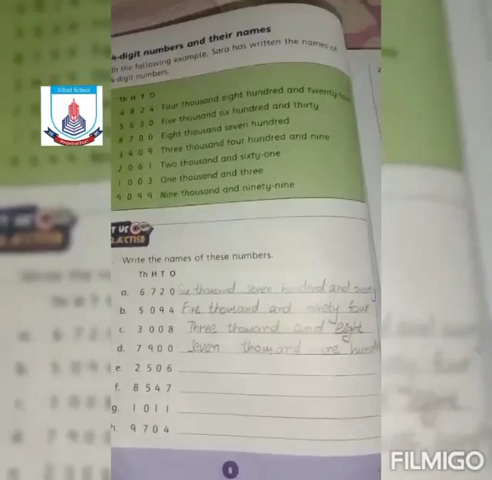 4-digit numbers and their names
In the following example, Sara has written the names of
4-digit numbers.
Th H T O
4 8 2 4 Four thousand eight hundred and twenty-four
5 6 3 0 Five thousand six hundred and thirty
8 7 0 0 Eight thousand seven hundred
3 4 0 9 Three thousand four hundred and nine
2 0 6 1 Two thousand and sixty-one
1 0 0 3 One thousand and three
9 0 9 9 Nine thousand and ninety-nine
Allied School
T US
RACTISE
Write the names of these numbers.
Th H T O
a. 6 7 2 0 Six thousand seven hundred and
b. 5 0 9 4 Five thousand and ninty four
c. 3 0 0 8 Three thousand and eight
d. 7 9 0 0 Seven thousand hund
e. 2 5 0 6
f. 8 5 4 7
g. 1 0 1 1
h. 9 7 0 4
8
FILMIGO